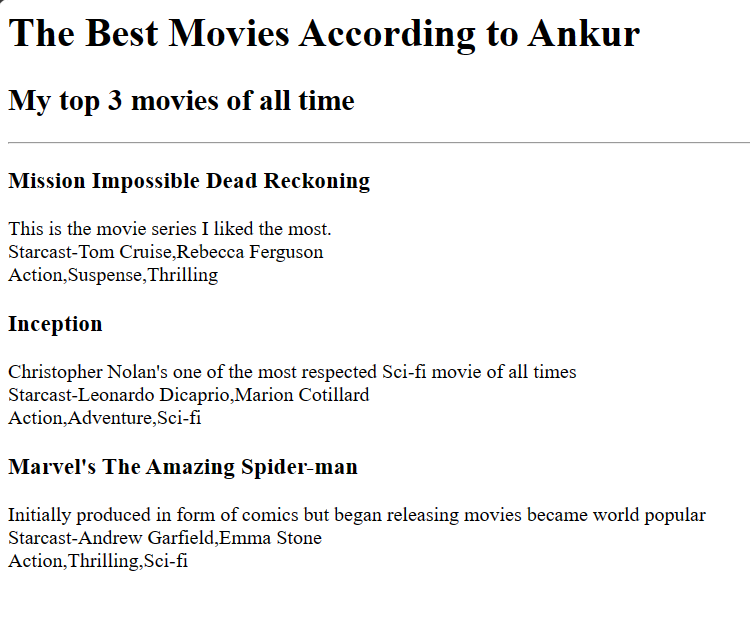 The Best Movies According to Ankur
My top 3 movies of all time
Mission Impossible Dead Reckoning
This is the movie series I liked the most.
Starcast-Tom Cruise,Rebecca Ferguson
Action,Suspense,Thrilling
Inception
Christopher Nolan's one of the most respected Sci-fi movie of all times
Starcast-Leonardo Dicaprio,Marion Cotillard
Action,Adventure,Sci-fi
Marvel's The Amazing Spider-man
Initially produced in form of comics but began releasing movies became world popular
Starcast-Andrew Garfield,Emma Stone
Action,Thrilling,Sci-fi